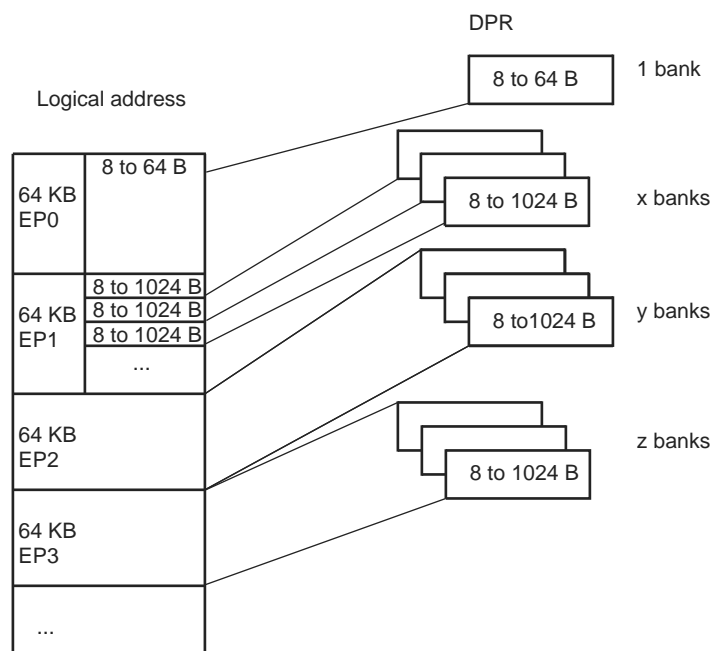 DPR
8 to 64 B
1 bank
Logical address
8 to 64 B
64 KB
EP0
8 to 1024 B
x banks
8 to 1024 B
8 to 1024 B
8 to 1024 B
64 KB
EP1
...
8 to1024 B
y banks
64 KB
EP2
8 to 1024 B
z banks
64 KB
EP3
...